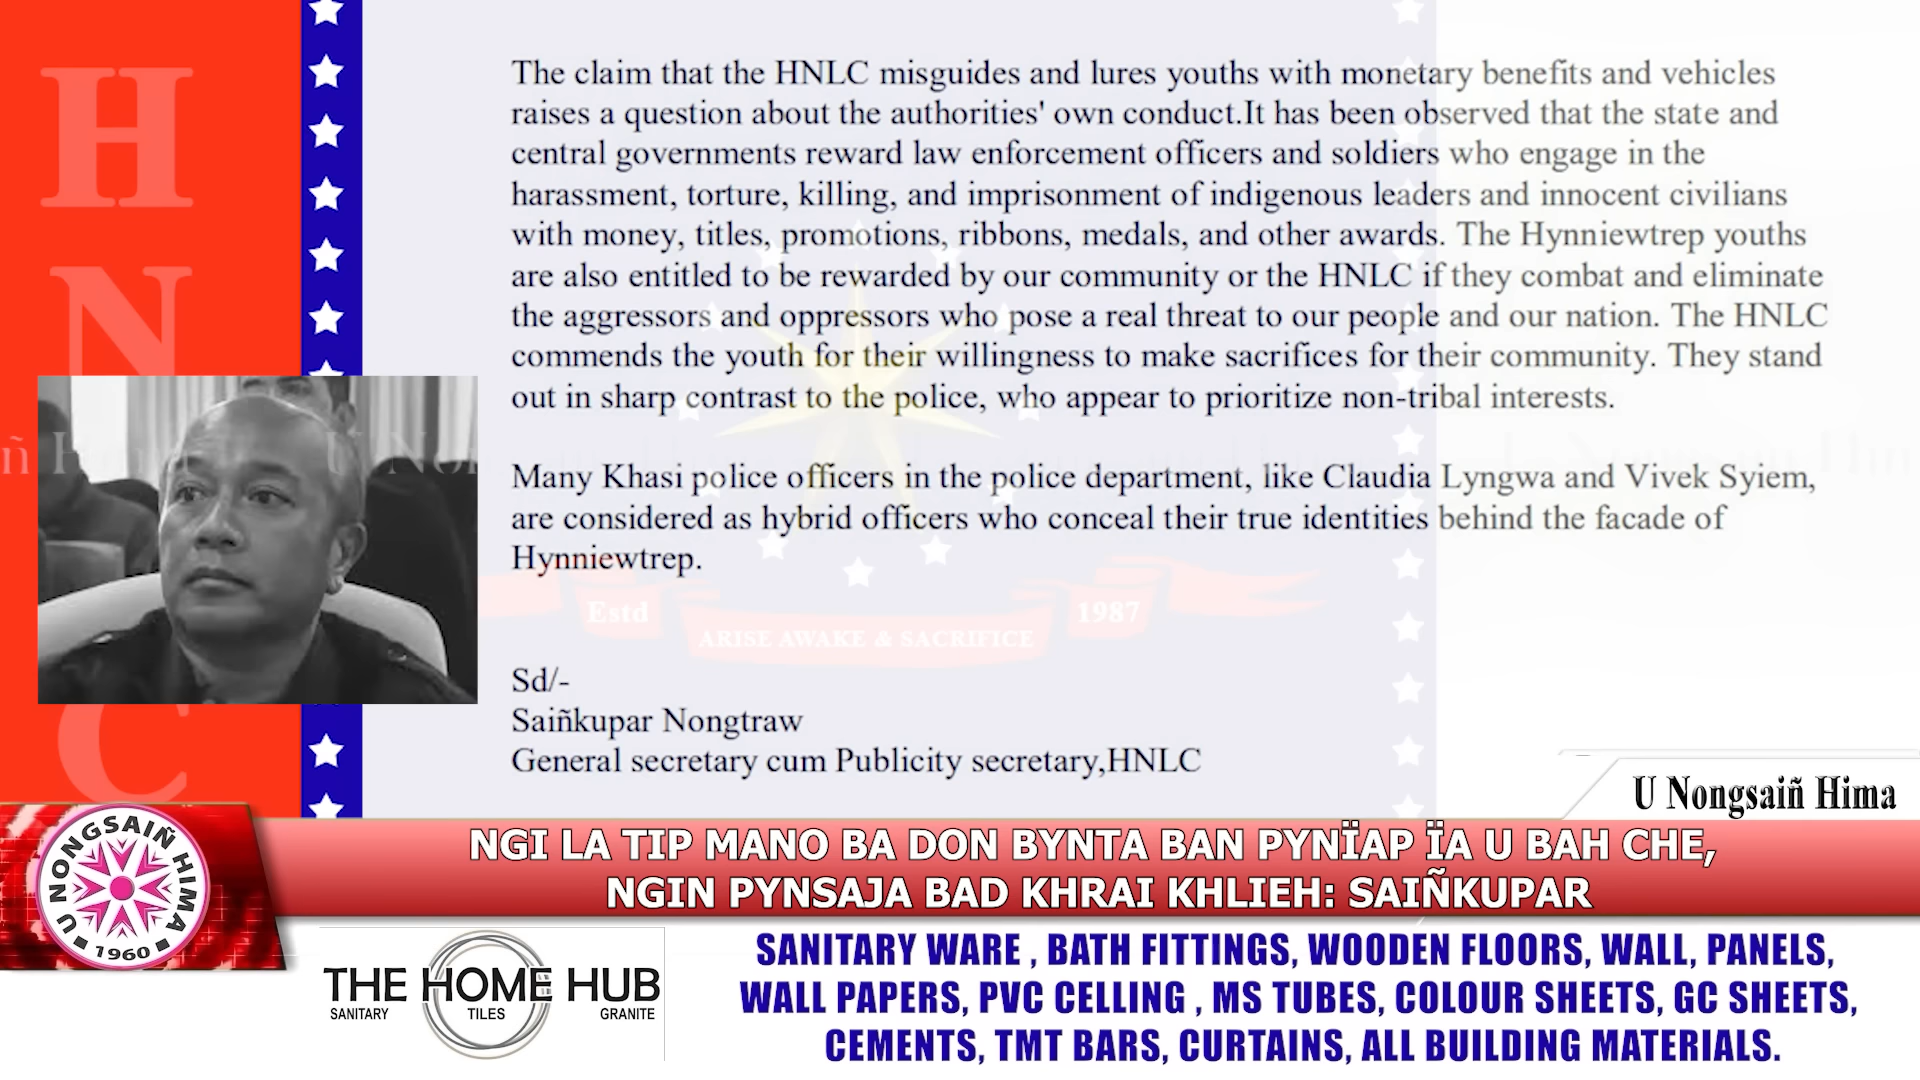 H
N
C
The claim that the HNLC misguides and lures youths with monetary benefits and vehicles
raises a question about the authorities' own conduct.It has been observed that the state and
central governments reward law enforcement officers and soldiers who engage in the
harassment, torture, killing, and imprisonment of indigenous leaders and innocent civilians
with money, titles, promotions, ribbons, medals, and other awards. The Hynniewtrep youths
are also entitled to be rewarded by our community or the HNLC if they combat and eliminate
the aggressors and oppressors who pose a real threat to our people and our nation. The HNLC
commends the youth for their willingness to make sacrifices for their community. They stand
out in sharp contrast to the police, who appear to prioritize non-tribal interests.
Many Khasi police officers in the police department, like Claudia Lyngwa and Vivek Syiem,
are considered as hybrid officers who conceal their true identities behind the facade of
Hynniewtrep.
Estd 1987
ARISE AWAKE & SACRIFICE
Sd/-
Saiñkupar Nongtraw
General secretary cum Publicity secretary,HNLC
U Nongsaiñ Hima
U NONGSAIÑ HIMA
1960
NGI LA TIP MANO BA DON BYNTA BAN PYNÏAP ÏA U BAH CHE,
NGIN PYNSAJA BAD KHRAI KHLIEH: SAIÑKUPAR
THE HOME HUB
SANITARY TILES GRANITE
SANITARY WARE , BATH FITTINGS, WOODEN FLOORS, WALL, PANELS,
WALL PAPERS, PVC CELLING , MS TUBES, COLOUR SHEETS, GC SHEETS,
CEMENTS, TMT BARS, CURTAINS, ALL BUILDING MATERIALS.